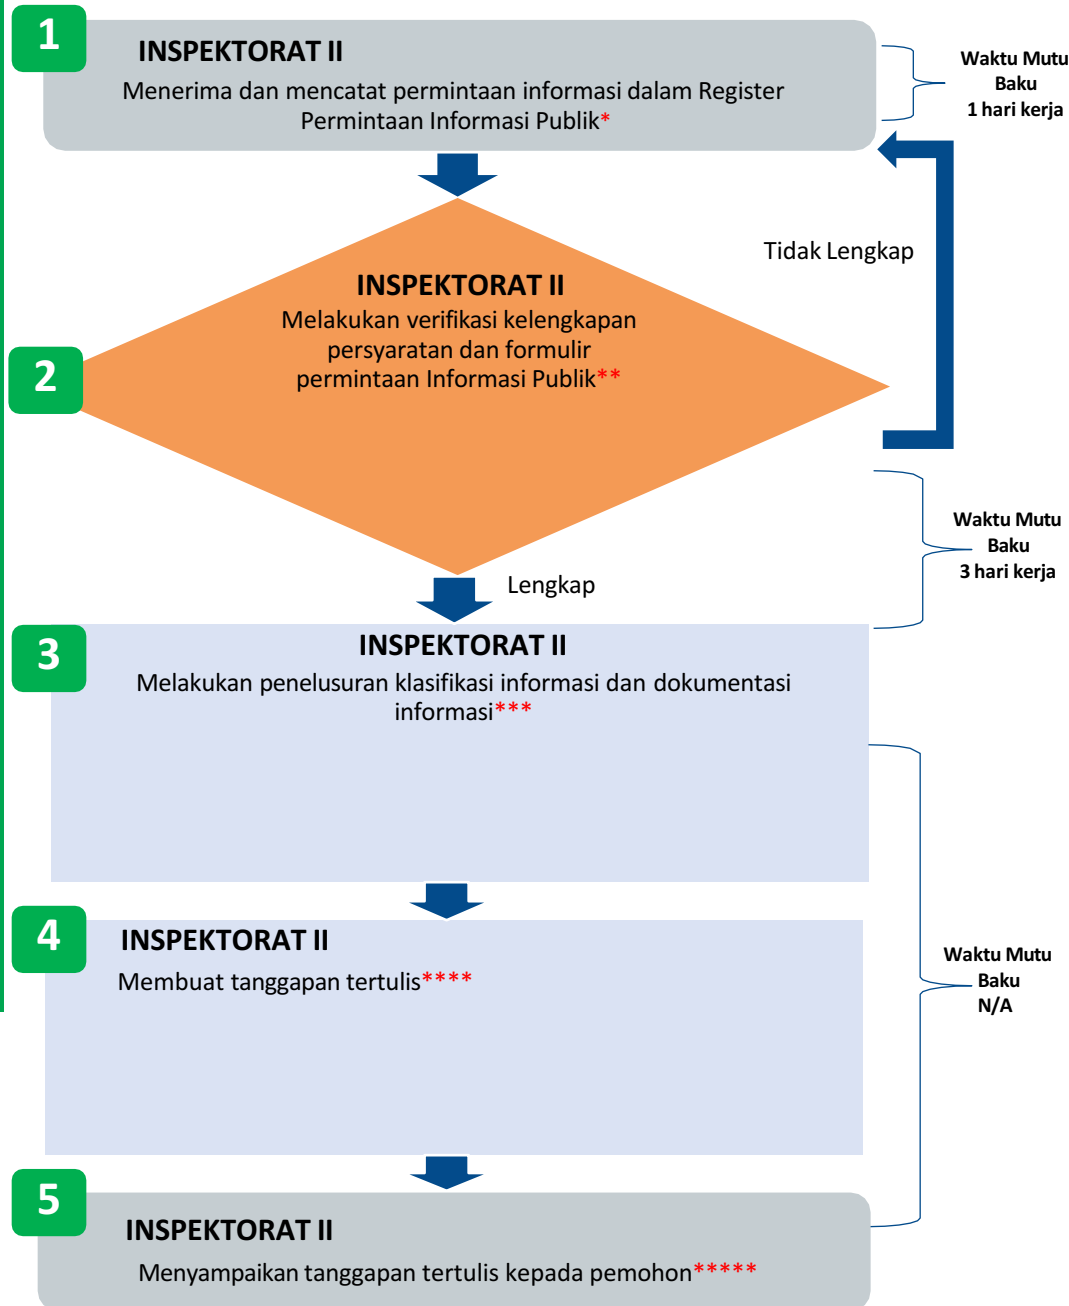 1
INSPEKTORAT II
Menerima dan mencatat permintaan informasi dalam Register
Permintaan Informasi Publik*
Waktu Mutu
Baku
1 hari kerja
Tidak Lengkap
2
INSPEKTORAT II
Melakukan verifikasi kelengkapan
persyaratan dan formulir
permintaan Informasi Publik**
Waktu Mutu
Baku
3 hari kerja
Lengkap
3
INSPEKTORAT II
Melakukan penelusuran klasifikasi informasi dan dokumentasi
informasi***
4
INSPEKTORAT II
Membuat tanggapan tertulis****
Waktu Mutu
Baku
N/A
5
INSPEKTORAT II
Menyampaikan tanggapan tertulis kepada pemohon*****